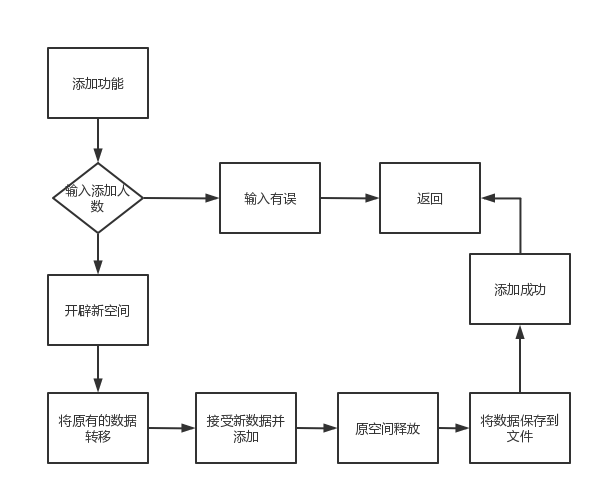 添加功能
输入添加人
数
输入有误
返回
开辟新空间
添加成功
将原有的数据
转移
接受新数据并
添加
原空间释放
将数据保存到
文件